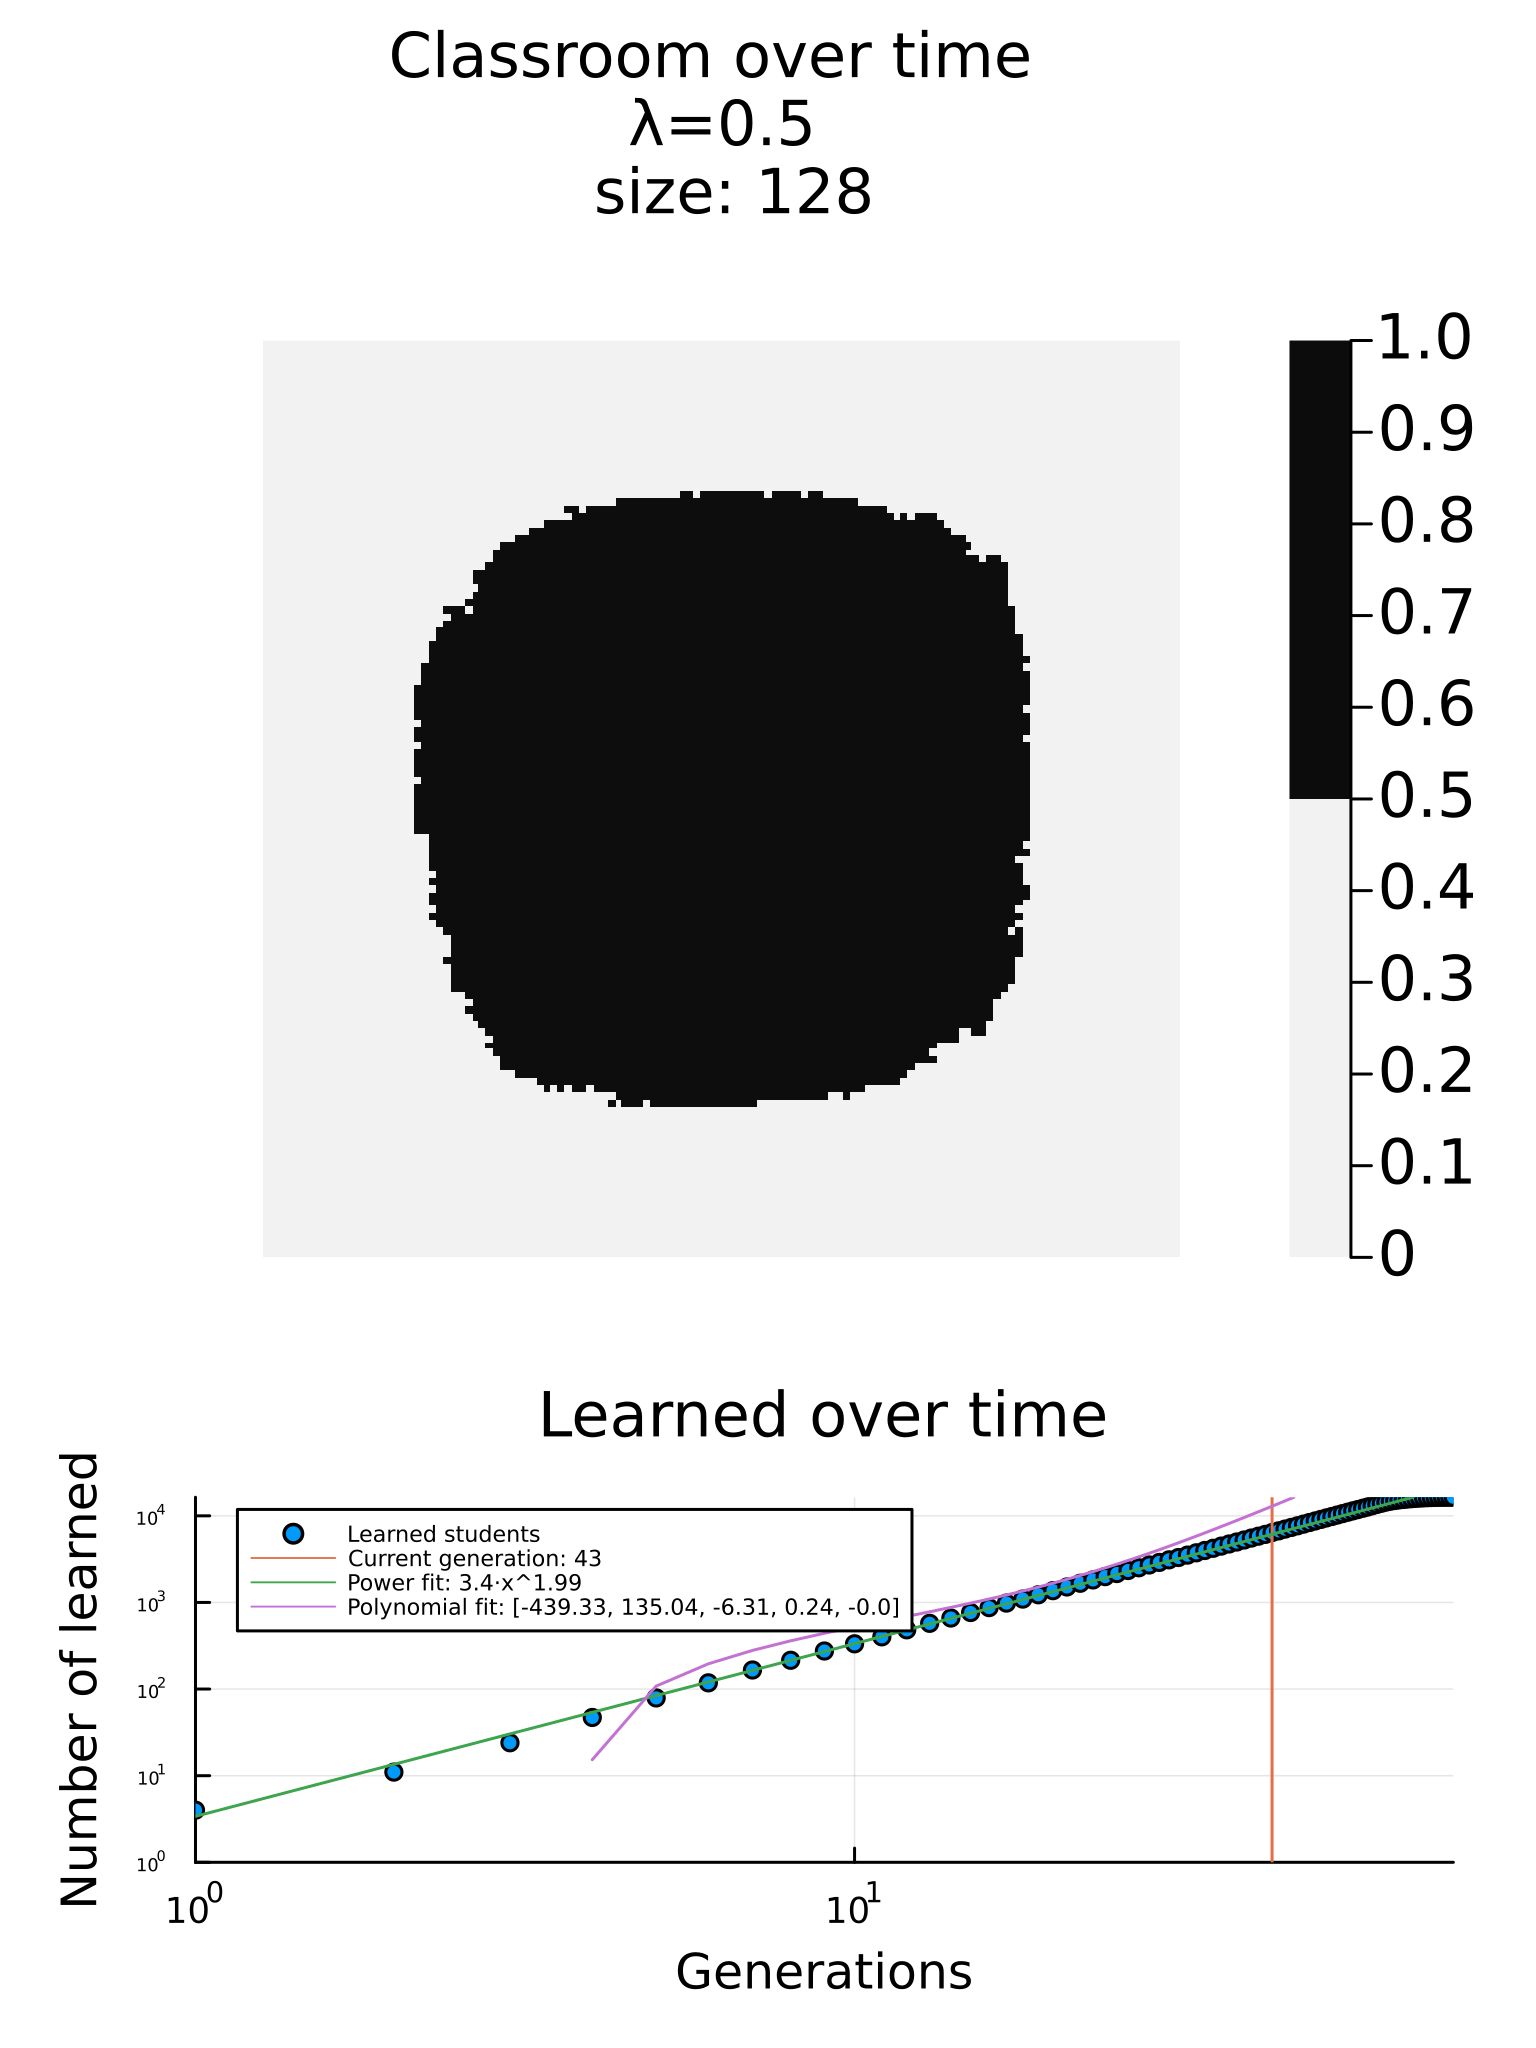 Classroom over time
λ=0.5
size: 128
1.0
0.9
0.8
0.7
0.6
0.5
0.4
0.3
0.2
0.1
0
Learned over time
Number of learned
10^4
10^3
10^2
10^1
10^0
Learned students
Current generation: 43
Power fit: 3.4·x^1.99
Polynomial fit: [-439.33, 135.04, -6.31, 0.24, -0.0]
10^0
10^1
Generations